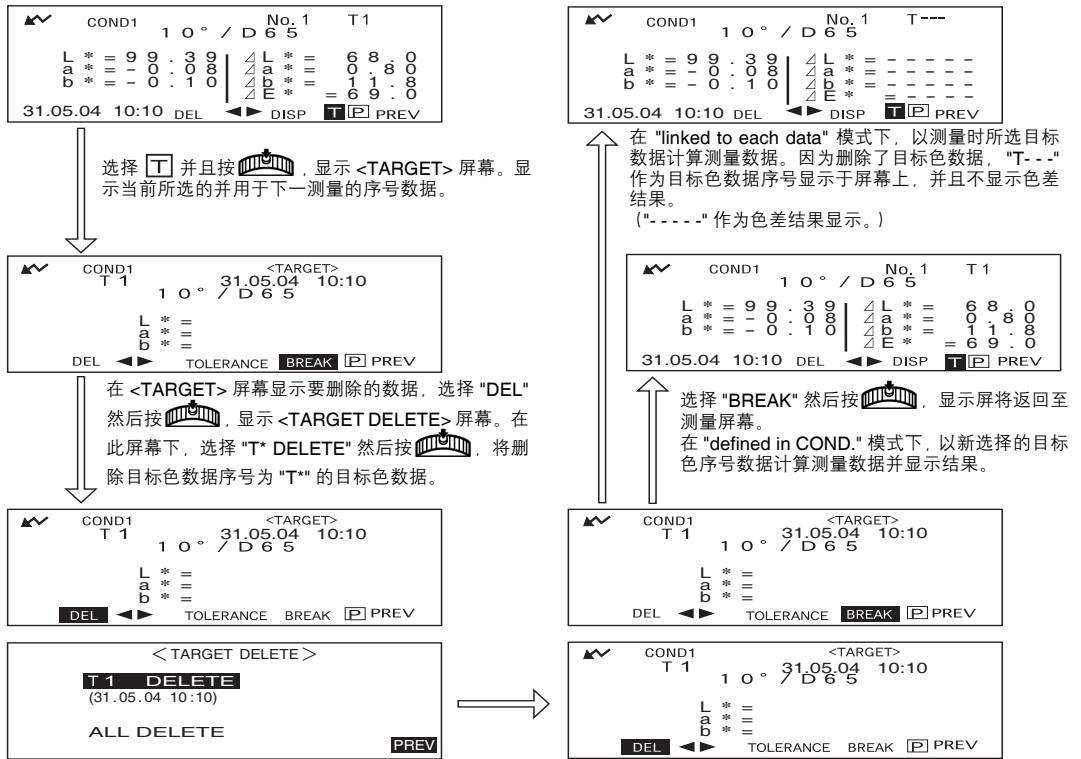 COND1 No. 1 T1
10° / D65
L * = 99.39 ⊿L * = 68.0
a * = - 0.08 ⊿a * = 0.80
b * = - 0.10 ⊿b * = 11.8
⊿E * = 69.0
31.05.04 10:10 DEL ◀▶ DISP T P PREV
选择 T 并且按 , 显示 <TARGET> 屏幕。显
示当前所选的并用于下一测量的序号数据。
COND1 <TARGET>
T 1 31.05.04 10:10
10° / D65
L * =
a * =
b * =
DEL ◀▶ TOLERANCE BREAK P PREV
在 <TARGET> 屏幕显示要删除的数据, 选择 "DEL"
然后按 , 显示 <TARGET DELETE> 屏幕。在
此屏幕下, 选择 "T* DELETE" 然后按 , 将删
除目标色数据序号为 "T*" 的目标色数据。
COND1 <TARGET>
T 1 31.05.04 10:10
10° / D65
L * =
a * =
b * =
DEL ◀▶ TOLERANCE BREAK P PREV
<TARGET DELETE>
T 1 DELETE
(31.05.04 10:10)
ALL DELETE
PREV
COND1 No. 1 T---
10° / D65
L * = 99.39 ⊿L * = - - - - -
a * = - 0.08 ⊿a * = - - - -
b * = - 0.10 ⊿b * = - - - -
⊿E * = - - - -
31.05.04 10:10 DEL ◀▶ DISP T P PREV
在 "linked to each data" 模式下, 以测量时所选目标
数据计算测量数据。因为删除了目标色数据, "T- - -"
作为目标色数据序号显示于屏幕上, 并且不显示色差
结果。
("- - - - -" 作为色差结果显示。)
COND1 No. 1 T1
10° / D65
L * = 99.39 ⊿L * = 68.0
a * = - 0.08 ⊿a * = 0.80
b * = - 0.10 ⊿b * = 11.8
⊿E * = 69.0
31.05.04 10:10 DEL ◀▶ DISP T P PREV
选择 "BREAK" 然后按 , 显示屏将返回至
测量屏幕。
在 "defined in COND." 模式下, 以新选择的目标
色序号数据计算测量数据并显示结果。
COND1 <TARGET>
T 1 31.05.04 10:10
10° / D65
L * =
a * =
b * =
DEL ◀▶ TOLERANCE BREAK P PREV
COND1 <TARGET>
T 1 31.05.04 10:10
10° / D65
L * =
a * =
b * =
DEL ◀▶ TOLERANCE BREAK P PREV